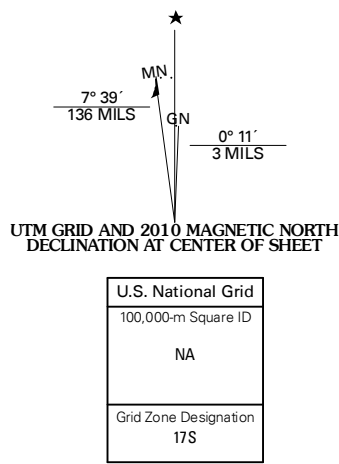 ★
M.N.
7° 39´
136 MILS
GN
0° 11´
3 MILS
UTM GRID AND 2010 MAGNETIC NORTH
DECLINATION AT CENTER OF SHEET
U.S. National Grid
100,000-m Square ID
NA
Grid Zone Designation
17S